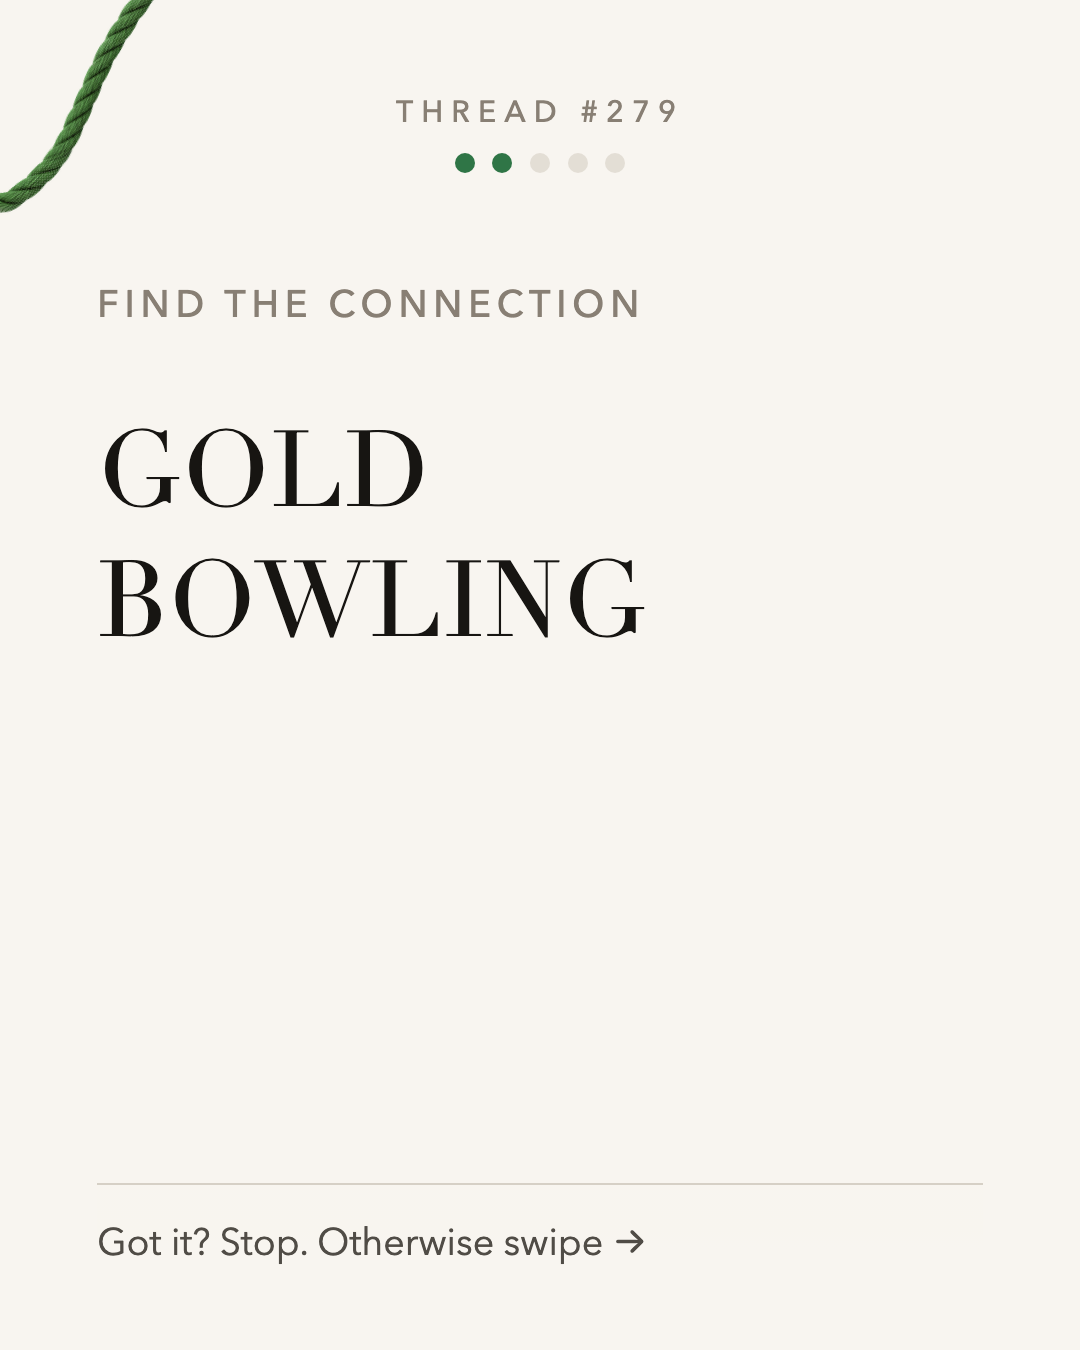 THREAD #279
FIND THE CONNECTION
GOLD
BOWLING
Got it? Stop. Otherwise swipe →